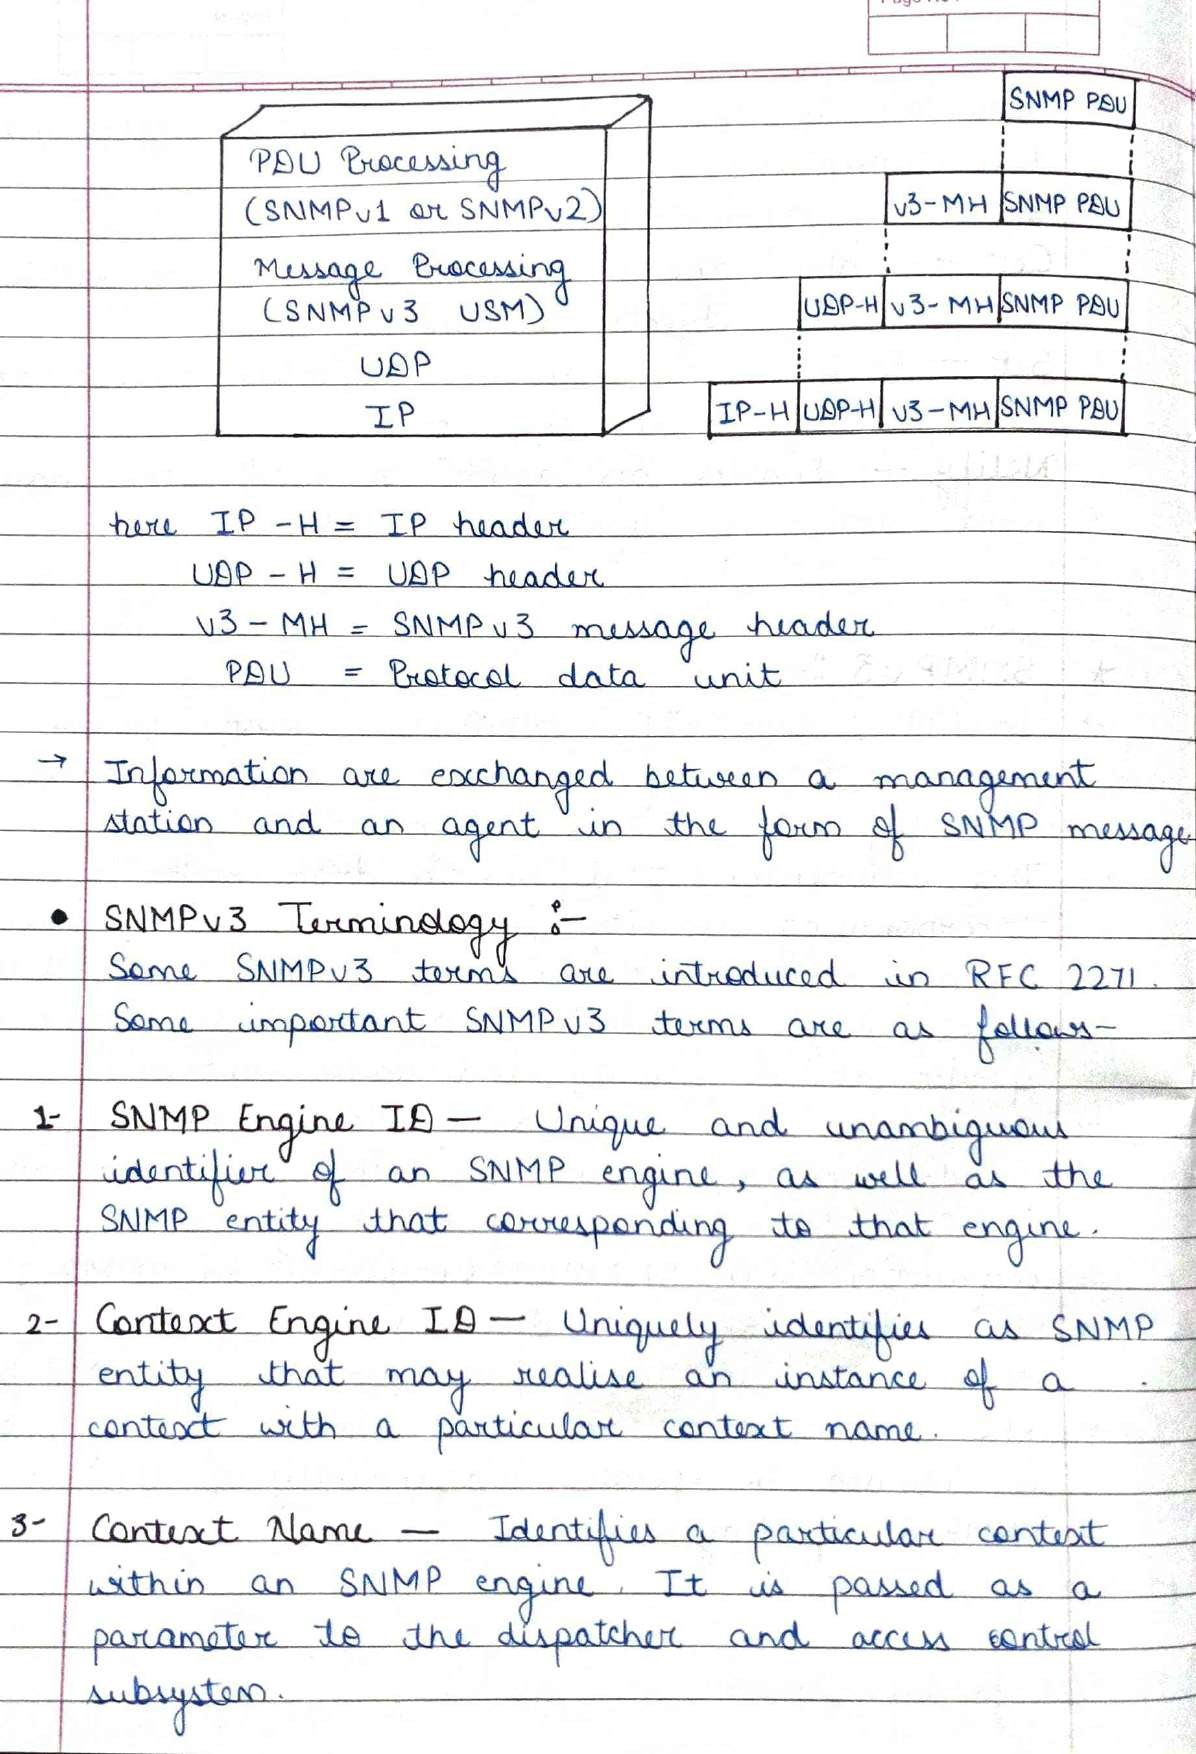 SNMP PDU
PDU Processing
(SNMPv1 or SNMPv2)
v3-MH SNMP PDU
Message Processing
(SNMPv3 USM)
UDP-H v3-MH SNMP PDU
UDP
IP
IP-H UDP-H v3-MH SNMP PDU
here IP-H = IP header
UDP-H = UDP header
v3-MH = SNMPv3 message header
PDU = Protocol data unit
→ Information are exchanged between a management
station and an agent in the form of SNMP message
• SNMPv3 Terminology :-
Some SNMPv3 terms are introduced in RFC 2271.
Some important SNMPv3 terms are as follows-
1- SNMP Engine ID — Unique and unambiguous
identifier of an SNMP engine, as well as the
SNMP entity that corresponding to that engine.
2- Context Engine ID — Uniquely identifies as SNMP
entity that may realise an instance of a
context with a particular context name.
3- Context Name — Identifies a particular context
within an SNMP engine. It is passed as a
parameter to the dispatcher and access control
subsystem.